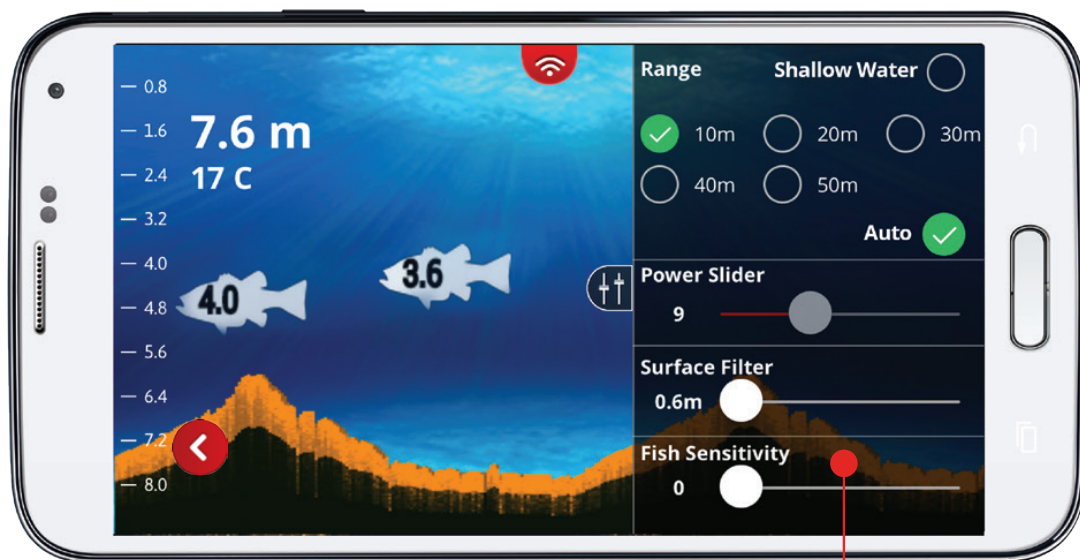 0.8
1.6
2.4
3.2
4.0
4.8
5.6
6.4
7.2
8.0
7.6 m
17 C
4.0
3.6
Range Shallow Water
10m 20m 30m
40m 50m
Auto
Power Slider
9
Surface Filter
0.6m
Fish Sensitivity
0